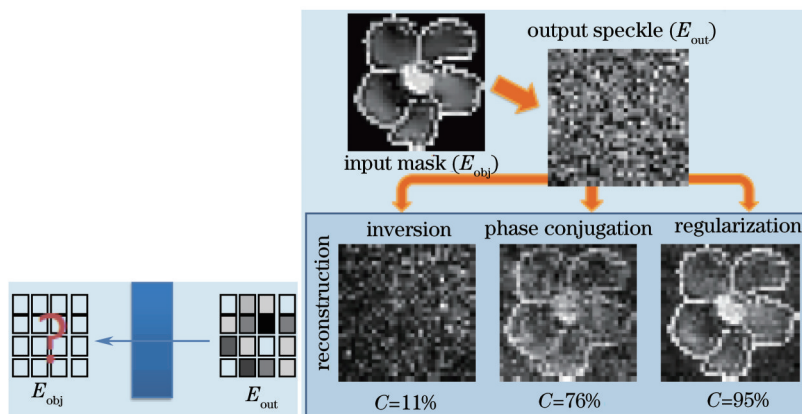 output speckle (E_out)
input mask (E_obj)
inversion phase conjugation regularization
reconstruction
?
E_obj E_out
C=11% C=76% C=95%